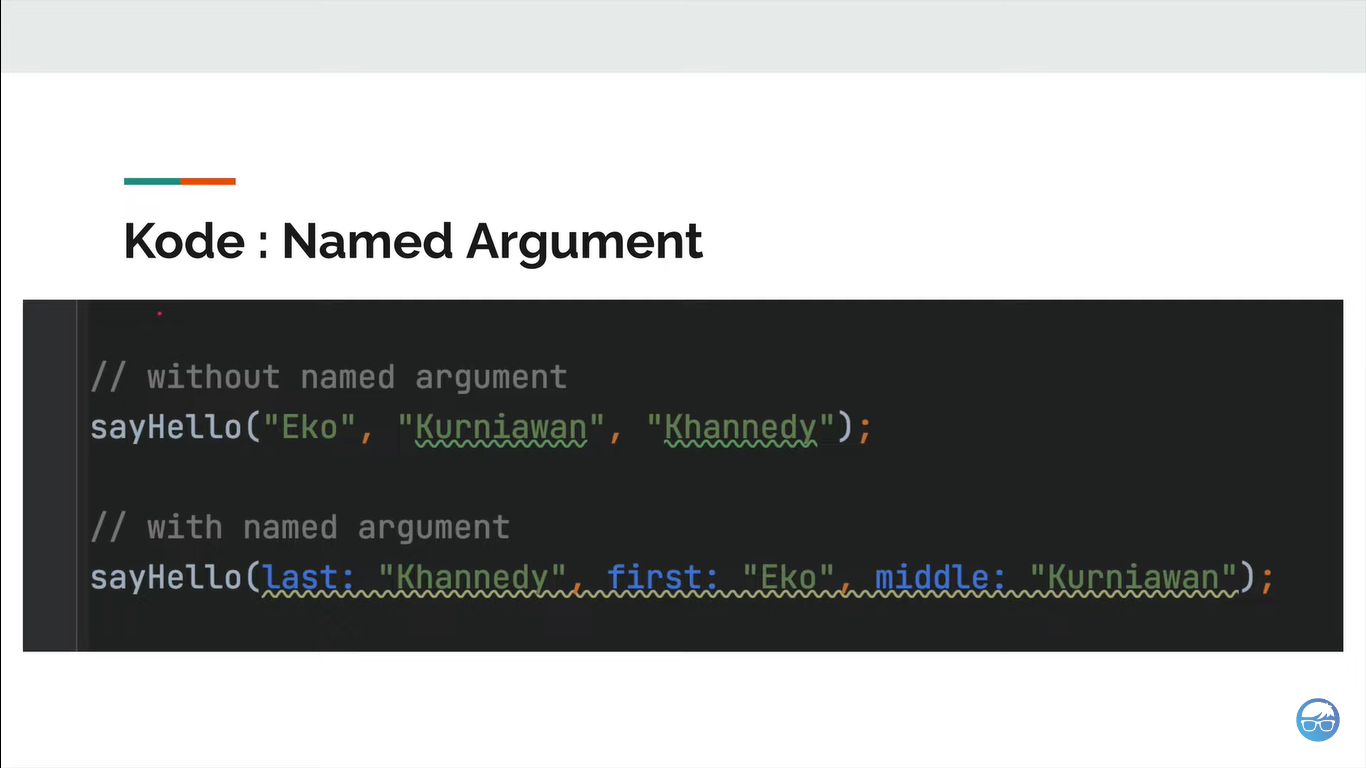 Kode : Named Argument
// without named argument
sayHello("Eko", "Kurniawan", "Khannedy");
// with named argument
sayHello(last: "Khannedy", first: "Eko", middle: "Kurniawan");